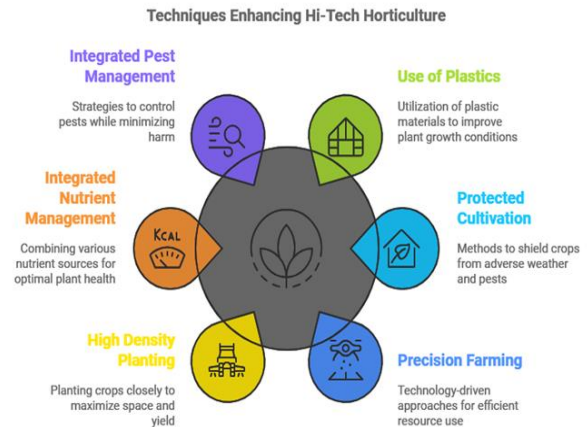 Techniques Enhancing Hi-Tech Horticulture
Integrated Pest
Management
Strategies to control
pests while minimizing
harm
Use of Plastics
Utilization of plastic
materials to improve
plant growth conditions
Integrated
Nutrient
Management
Combining various
nutrient sources for
optimal plant health
KCAL
Protected
Cultivation
Methods to shield crops
from adverse weather
and pests
High Density
Planting
Planting crops closely to
maximize space and
yield
Precision Farming
Technology-driven
approaches for efficient
resource use